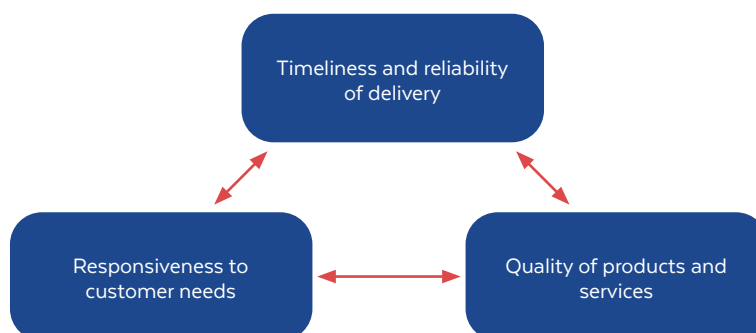 Timeliness and reliability
of delivery
Responsiveness to
customer needs
Quality of products and
services